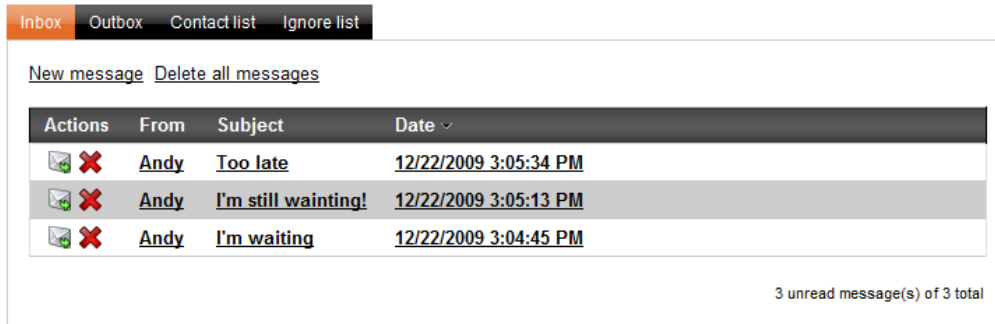 Inbox Outbox Contact list Ignore list
New message Delete all messages
Actions From Subject Date
Andy Too late 12/22/2009 3:05:34 PM
Andy I'm still wainting! 12/22/2009 3:05:13 PM
Andy I'm waiting 12/22/2009 3:04:45 PM
3 unread message(s) of 3 total